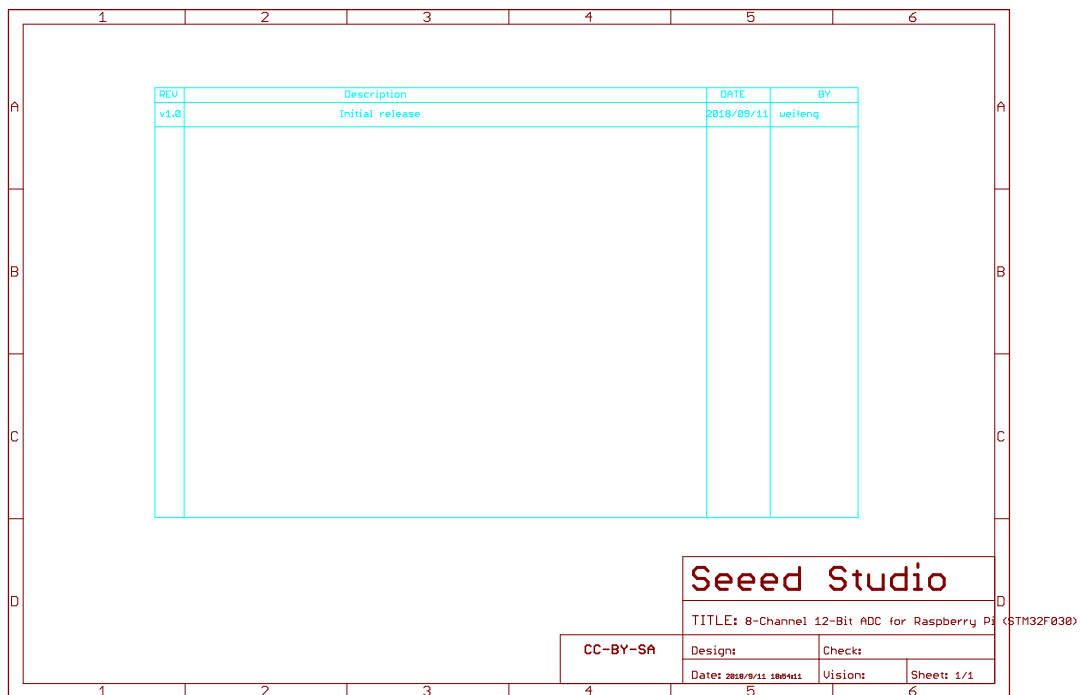 1 2 3 4 5 6
REV Description DATE BY
A A
v1.0 Initial release 2018/09/11 weifeng
B B
C C
Seeed Studio
D D
TITLE: 8-Channel 12-Bit ADC for Raspberry Pi (STM32F030)
CC-BY-SA Design: Check:
Date: 2018/9/11 18:54:11 Vision: Sheet: 1/1
1 2 3 4 5 6